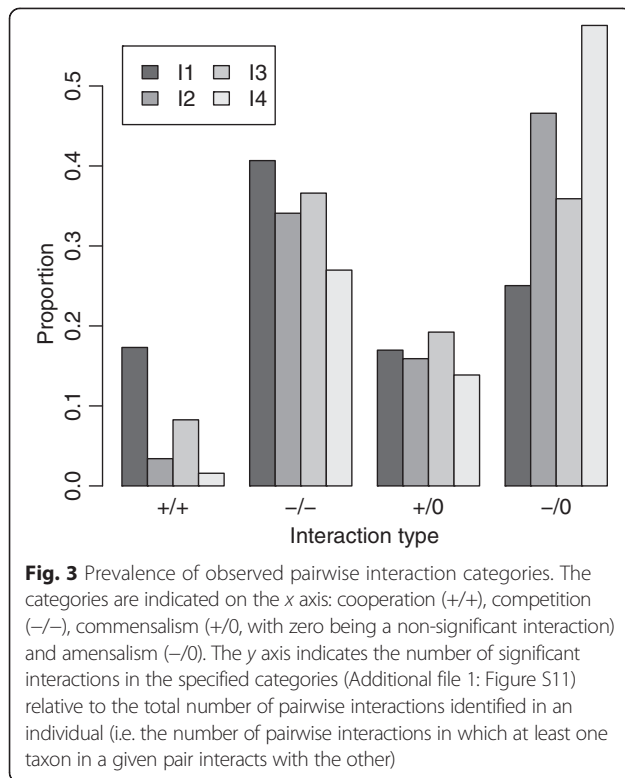 I1 I3
I2 I4
Proportion
0.5
0.4
0.3
0.2
0.1
0.0
+/+ −/− +/0 −/0
Interaction type
Fig. 3 Prevalence of observed pairwise interaction categories. The
categories are indicated on the x axis: cooperation (+/+), competition
(−/−), commensalism (+/0, with zero being a non-significant interaction)
and amensalism (−/0). The y axis indicates the number of significant
interactions in the specified categories (Additional file 1: Figure S11)
relative to the total number of pairwise interactions identified in an
individual (i.e. the number of pairwise interactions in which at least one
taxon in a given pair interacts with the other)